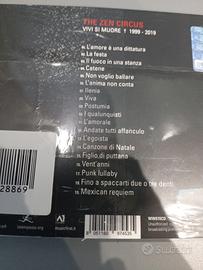 THE ZEN CIRCUS
VIVI SI MUORE † 1999 - 2019
L'amore è una dittatura
La festa
Il fuoco in una stanza
Catene
Non voglio ballare
L'anima non conta
Ilenia
Viva
Postumia
I qualunquisti
L'amorale
Andate tutti affanculo
L'egoista
Canzone di Natale
Figlio di puttana
Vent'anni
Punk lullaby
Fino a spaccarti due o tre denti
Mexican requiem
28869
Subito